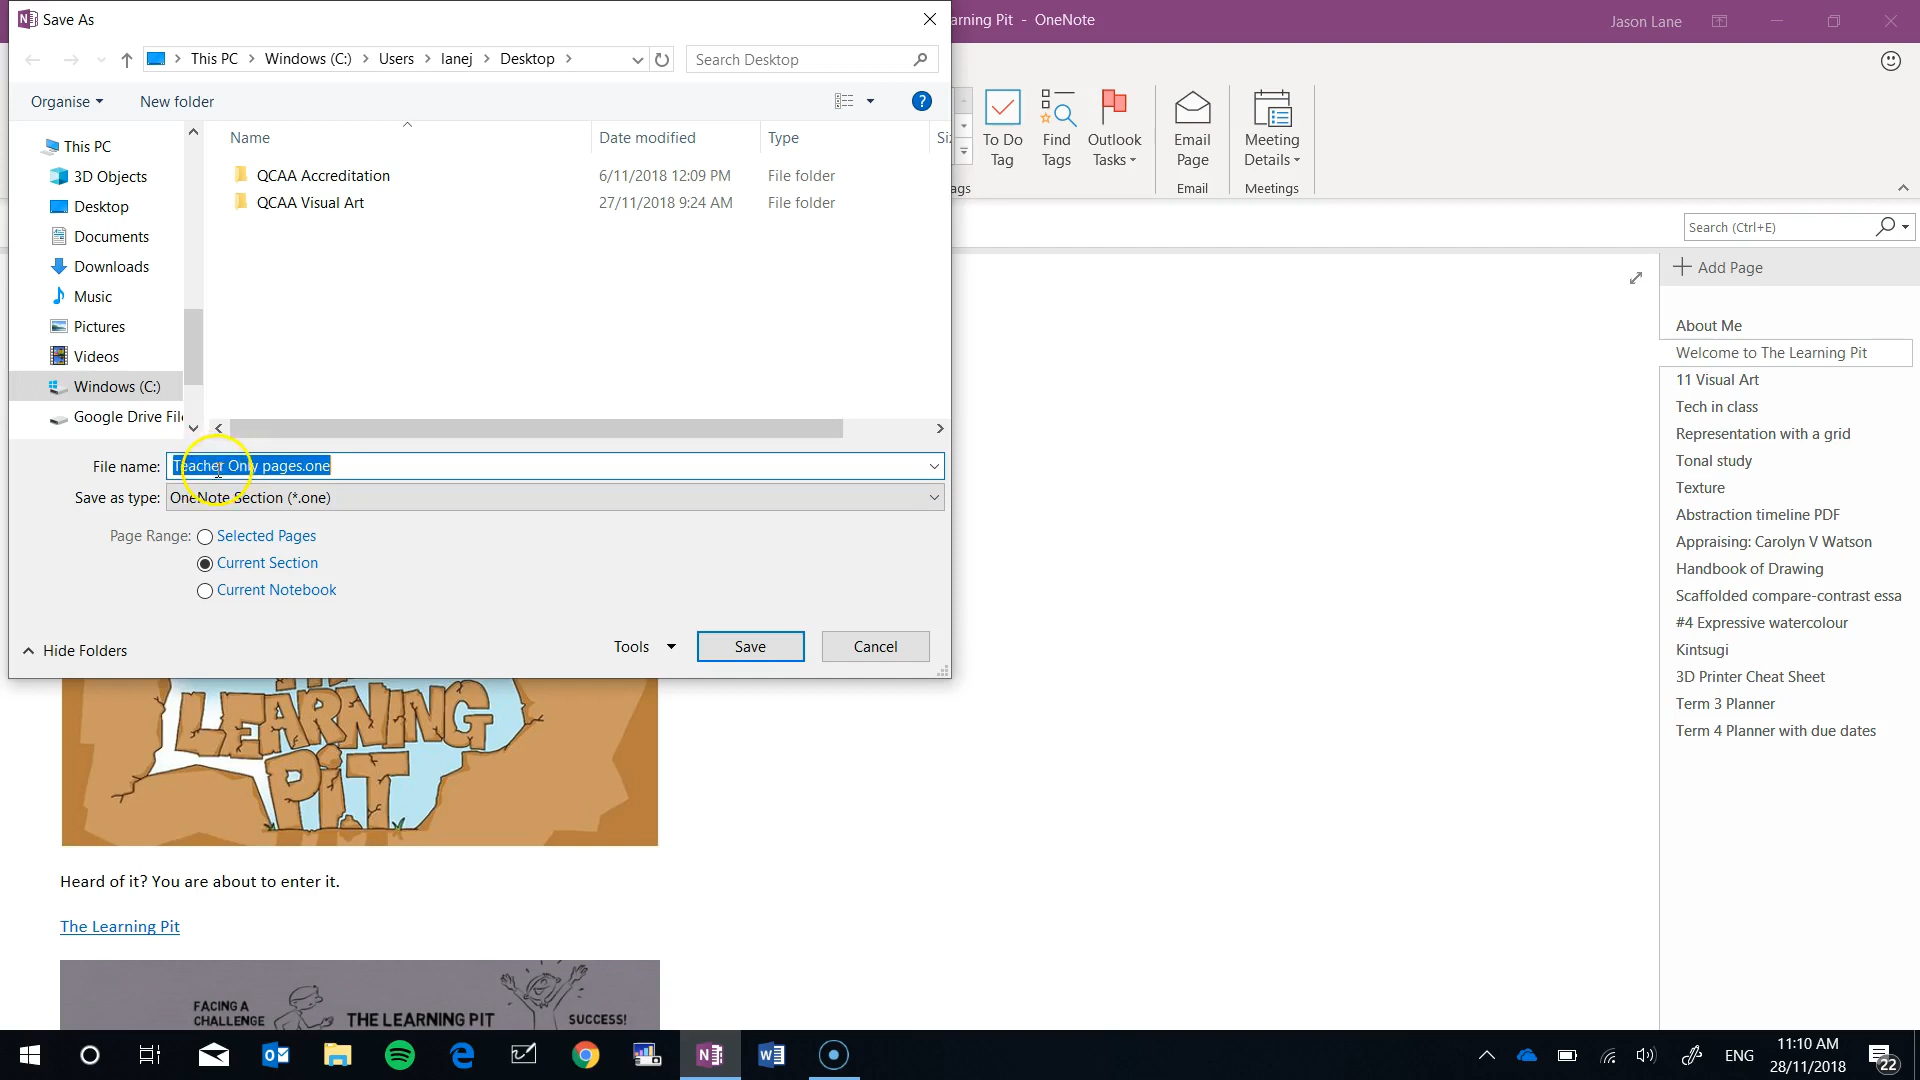 Save As
arning Pit - OneNote
Jason Lane
This PC > Windows (C:) > Users > lanej > Desktop >
Search Desktop
Organise
New folder
Name
Date modified
Type
Si
QCAA Accreditation
6/11/2018 12:09 PM
File folder
QCAA Visual Art
27/11/2018 9:24 AM
File folder
This PC
3D Objects
Desktop
Documents
Downloads
Music
Pictures
Videos
Windows (C:)
Google Drive File
File name: Teacher Only pages.one
Save as type: OneNote Section (*.one)
Page Range:
Selected Pages
Current Section
Current Notebook
Hide Folders
Tools
Save
Cancel
To Do
Tag
Find
Tags
Outlook
Tasks
Email
Page
Meeting
Details
ags
Email
Meetings
Search (Ctrl+E)
Add Page
About Me
Welcome to The Learning Pit
11 Visual Art
Tech in class
Representation with a grid
Tonal study
Texture
Abstraction timeline PDF
Appraising: Carolyn V Watson
Handbook of Drawing
Scaffolded compare-contrast essa
#4 Expressive watercolour
Kintsugi
3D Printer Cheat Sheet
Term 3 Planner
Term 4 Planner with due dates
LEARNING
PIT
Heard of it? You are about to enter it.
The Learning Pit
FACING A
CHALLENGE
THE LEARNING PIT
SUCCESS!
ENG
11:10 AM
28/11/2018
22